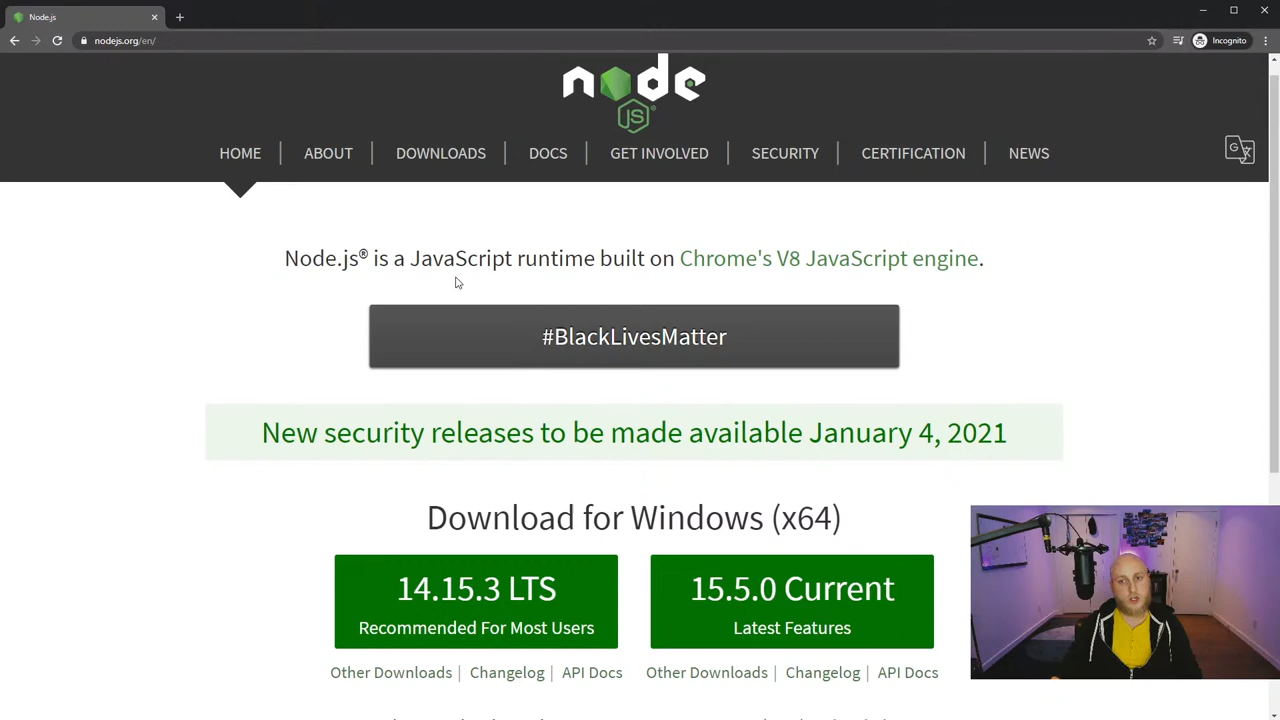 Node.js
nodejs.org/en/
Incognito
node
JS
HOME
ABOUT
DOWNLOADS
DOCS
GET INVOLVED
SECURITY
CERTIFICATION
NEWS
Node.js® is a JavaScript runtime built on Chrome's V8 JavaScript engine.
#BlackLivesMatter
New security releases to be made available January 4, 2021
Download for Windows (x64)
14.15.3 LTS
Recommended For Most Users
15.5.0 Current
Latest Features
Other Downloads | Changelog | API Docs
Other Downloads | Changelog | API Docs